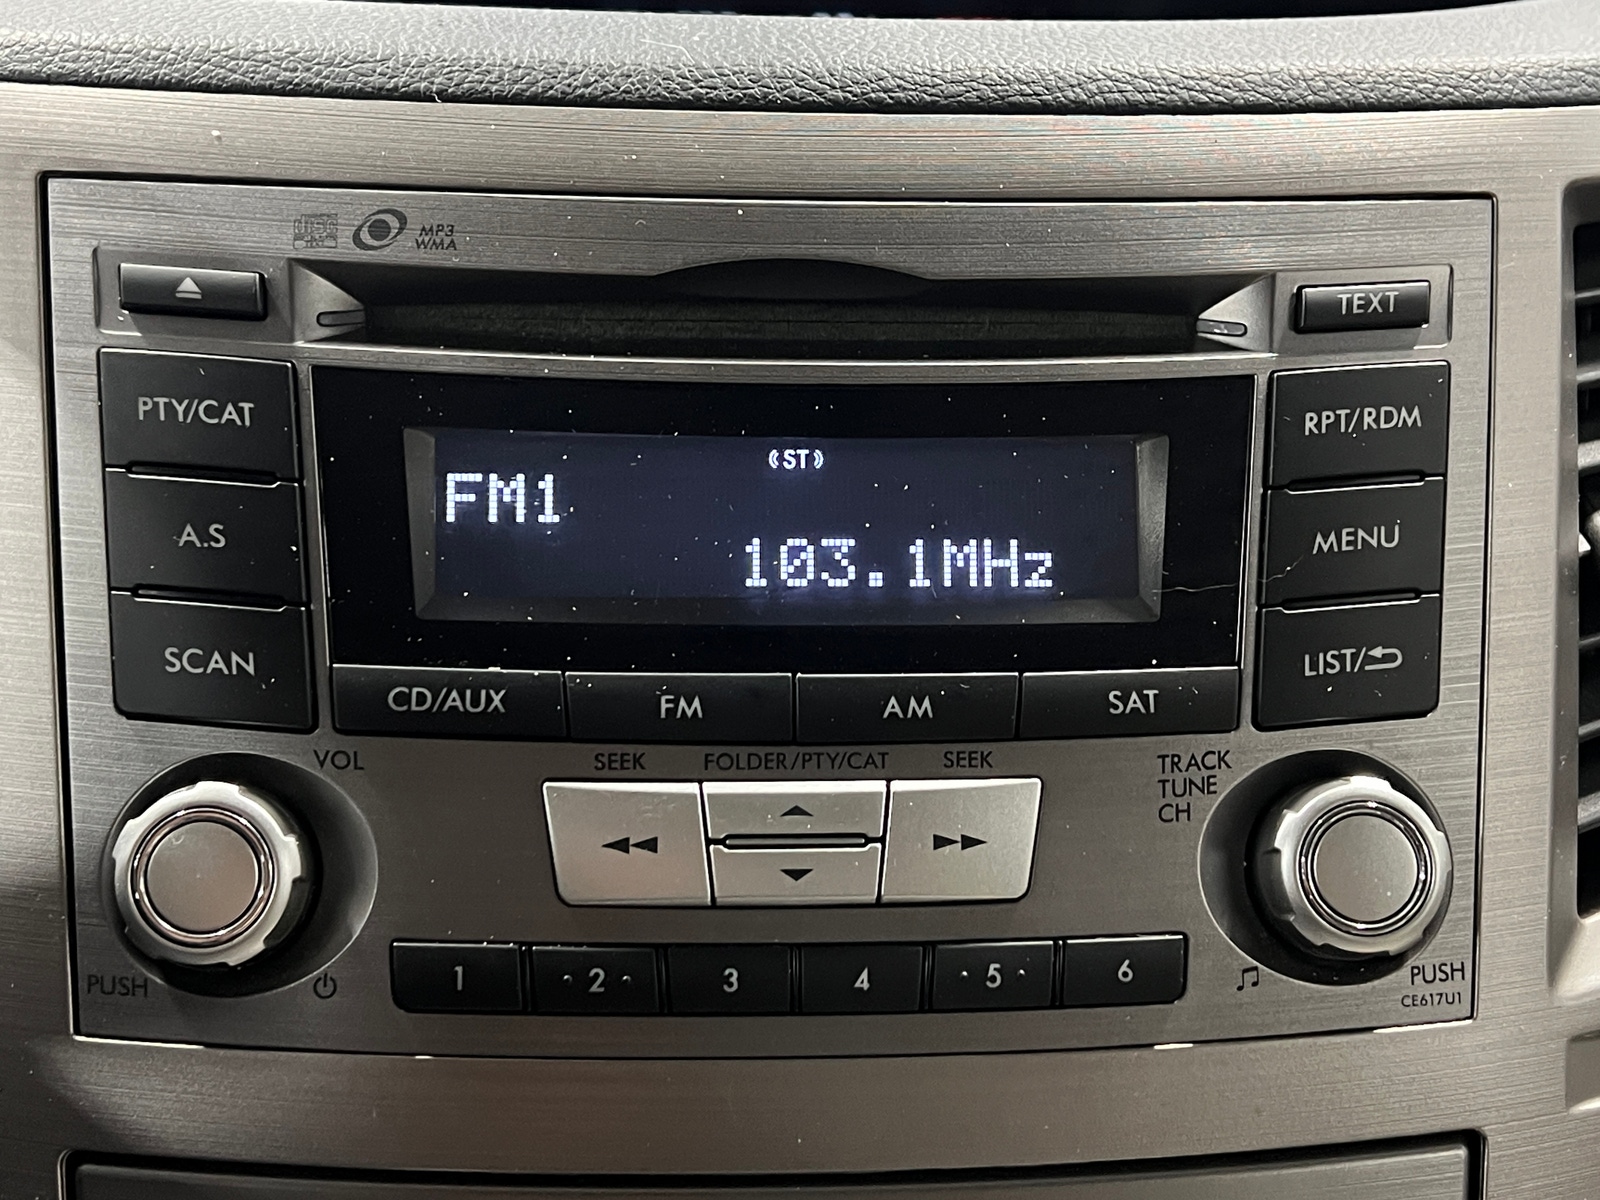 MP3
WMA
TEXT
PTY/CAT
RPT/RDM
(ST)
FM1
103.1MHz
A.S
MENU
SCAN
LIST/
CD/AUX
FM
AM
SAT
VOL
SEEK
FOLDER/PTY/CAT
SEEK
TRACK
TUNE
CH
1
2
3
4
5
6
PUSH
PUSH
CE617U1